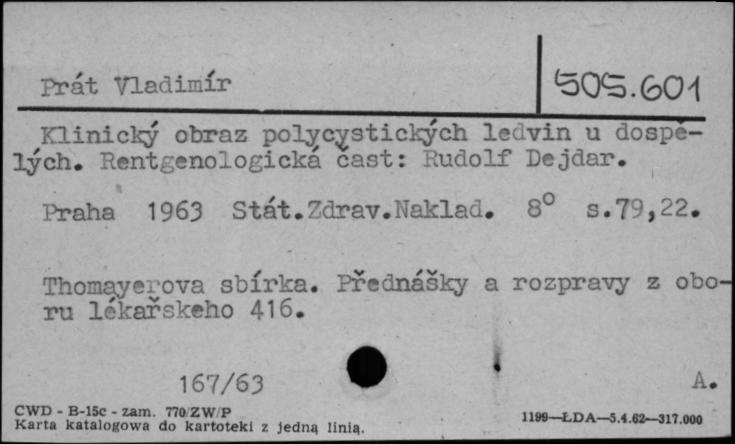 Prát Vladimír
505.601
Klinický obraz polycystických ledvin u dospě-
lých. Rentgenologická část: Rudolf Dejdar.
Praha 1963 Stát.Zdrav.Naklad. 8° s.79,22.
Thomayerova sbírka. Přednášky a rozpravy z obo-
ru lékařskeho 416.
167/63
A.
CWD - B-15c - zam. 770/ZW/P
Karta katalogowa do kartoteki z jedną linią.
1199—ŁDA—5.4.62—317.000